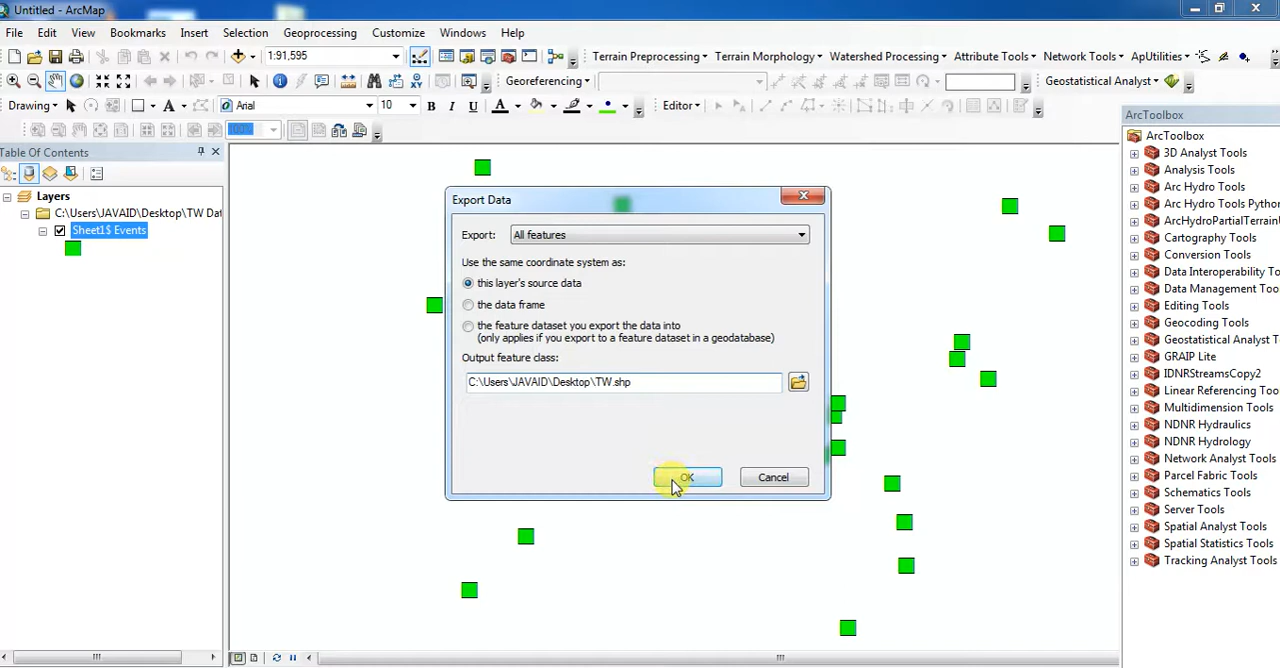 Untitled - ArcMap
File Edit View Bookmarks Insert Selection Geoprocessing Customize Windows Help
1:91,595 Terrain Preprocessing Terrain Morphology Watershed Processing Attribute Tools Network Tools ApUtilities
Georeferencing Geostatistical Analyst
Drawing A Arial 10 B I U A Editor
100%
Table Of Contents
Layers
C:\Users\JAVAID\Desktop\TW Dat
Sheet1$ Events
Export Data
Export: All features
Use the same coordinate system as:
this layer's source data
the data frame
the feature dataset you export the data into
(only applies if you export to a feature dataset in a geodatabase)
Output feature class:
C:\Users\JAVAID\Desktop\TW.shp
OK Cancel
ArcToolbox
ArcToolbox
3D Analyst Tools
Analysis Tools
Arc Hydro Tools
Arc Hydro Tools Python
ArcHydroPartialTerrain
Cartography Tools
Conversion Tools
Data Interoperability To
Data Management Too
Editing Tools
Geocoding Tools
Geostatistical Analyst T
GRAIP Lite
IDNRStreamsCopy2
Linear Referencing Too
Multidimension Tools
NDNR Hydraulics
NDNR Hydrology
Network Analyst Tools
Parcel Fabric Tools
Schematics Tools
Server Tools
Spatial Analyst Tools
Spatial Statistics Tools
Tracking Analyst Tools